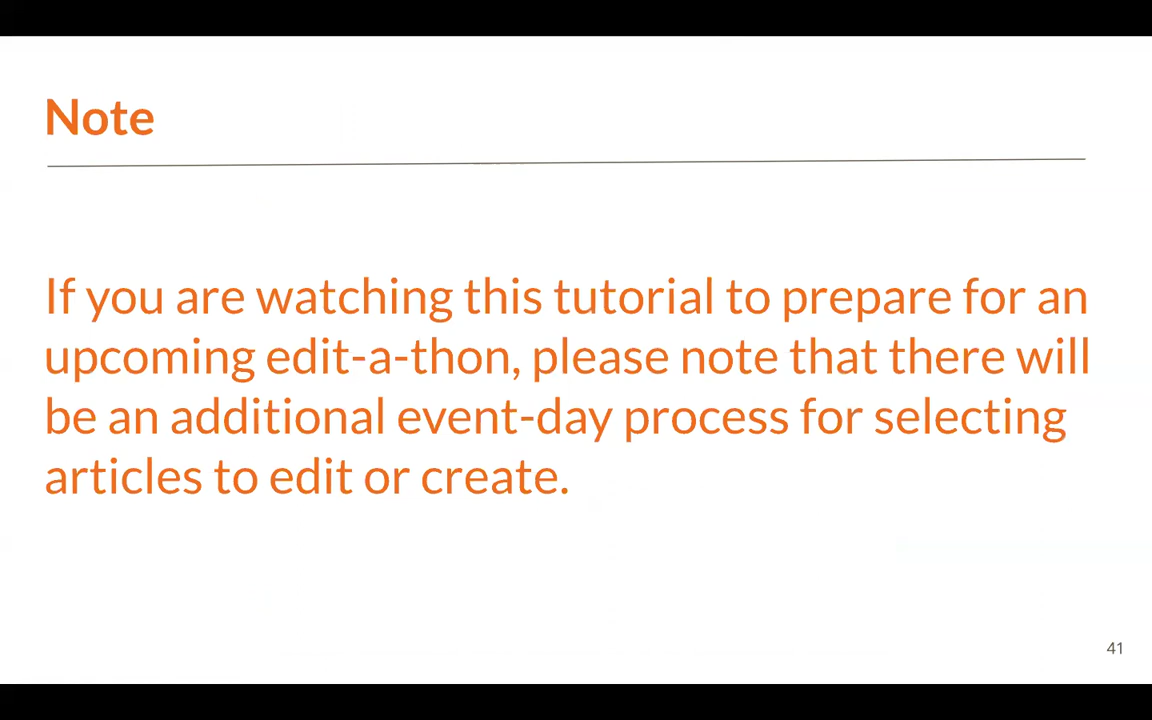 Note
If you are watching this tutorial to prepare for an
upcoming edit-a-thon, please note that there will
be an additional event-day process for selecting
articles to edit or create.
41